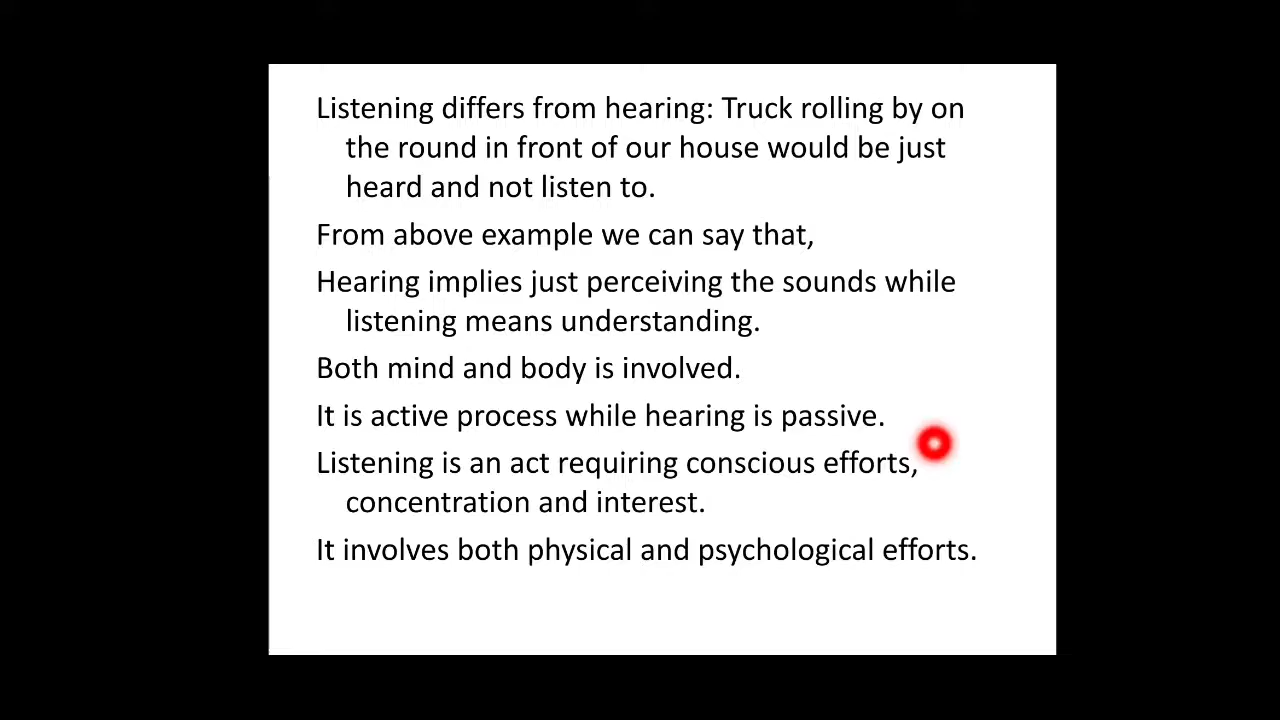 Listening differs from hearing: Truck rolling by on
the round in front of our house would be just
heard and not listen to.
From above example we can say that,
Hearing implies just perceiving the sounds while
listening means understanding.
Both mind and body is involved.
It is active process while hearing is passive.
Listening is an act requiring conscious efforts,
concentration and interest.
It involves both physical and psychological efforts.